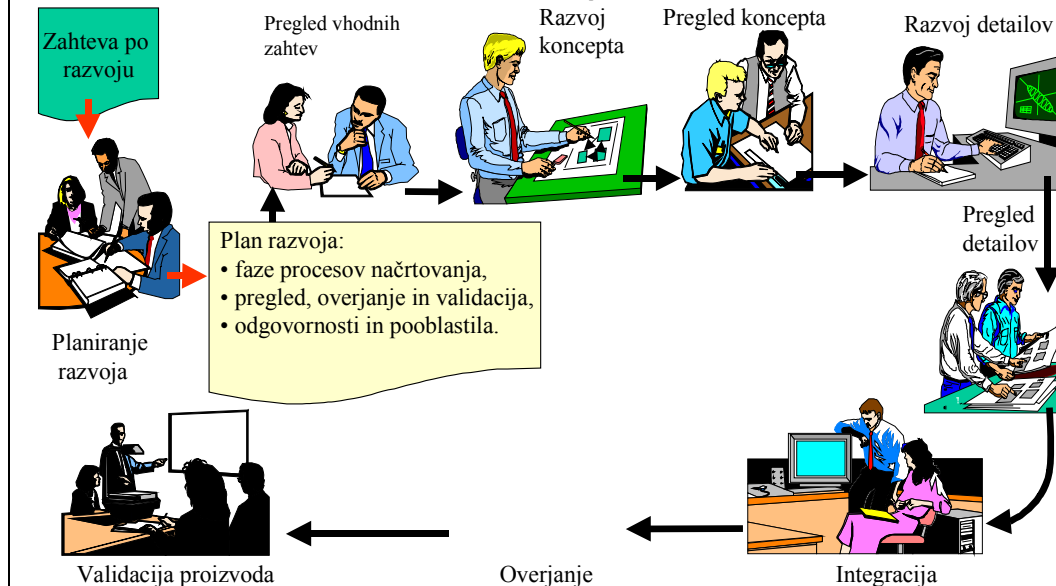 Zahteva po
razvoju
Pregled vhodnih
zahtev
Razvoj
koncepta
Pregled koncepta
Razvoj detailov
Pregled
detailov
Planiranje
razvoja
Plan razvoja:
• faze procesov načrtovanja,
• pregled, overjanje in validacija,
• odgovornosti in pooblastila.
1
Validacija proizvoda
Overjanje
Integracija